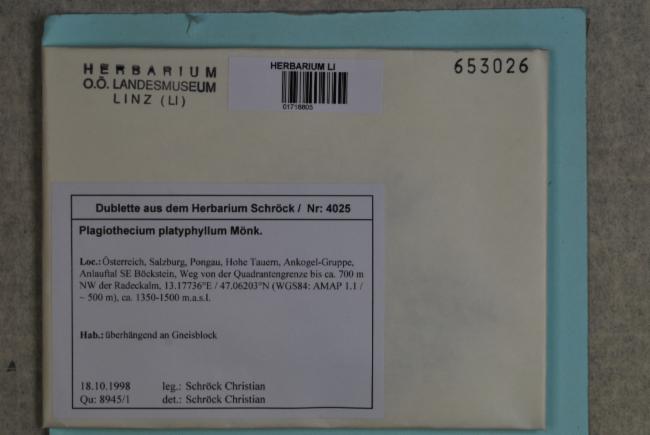 HERBARIUM
O.Ö. LANDESMUSEUM
LINZ (LI)
HERBARIUM LI
01718805
653026
Dublette aus dem Herbarium Schröck / Nr: 4025
Plagiothecium platyphyllum Mönk.
Loc.: Österreich, Salzburg, Pongau, Hohe Tauern, Ankogel-Gruppe,
Anlauftal SE Böckstein, Weg von der Quadrantengrenze bis ca. 700 m
NW der Radeckalm, 13.17736°E / 47.06203°N (WGS84: AMAP 1.1 /
~ 500 m), ca. 1350-1500 m.a.s.l.
Hab.: überhängend an Gneisblock
18.10.1998 leg.: Schröck Christian
Qu: 8945/1 det.: Schröck Christian